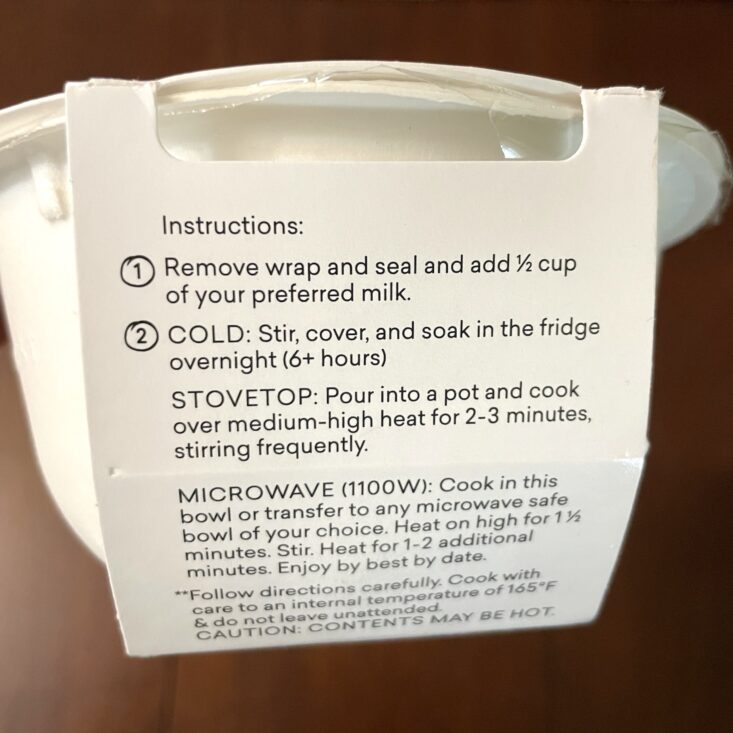 Instructions:
1 Remove wrap and seal and add ½ cup
of your preferred milk.
2 COLD: Stir, cover, and soak in the fridge
overnight (6+ hours)
STOVETOP: Pour into a pot and cook
over medium-high heat for 2-3 minutes,
stirring frequently.
MICROWAVE (1100W): Cook in this
bowl or transfer to any microwave safe
bowl of your choice. Heat on high for 1½
minutes. Stir. Heat for 1-2 additional
minutes. Enjoy by best by date.
**Follow directions carefully. Cook with
care to an internal temperature of 165°F
& do not leave unattended.
CAUTION: CONTENTS MAY BE HOT.